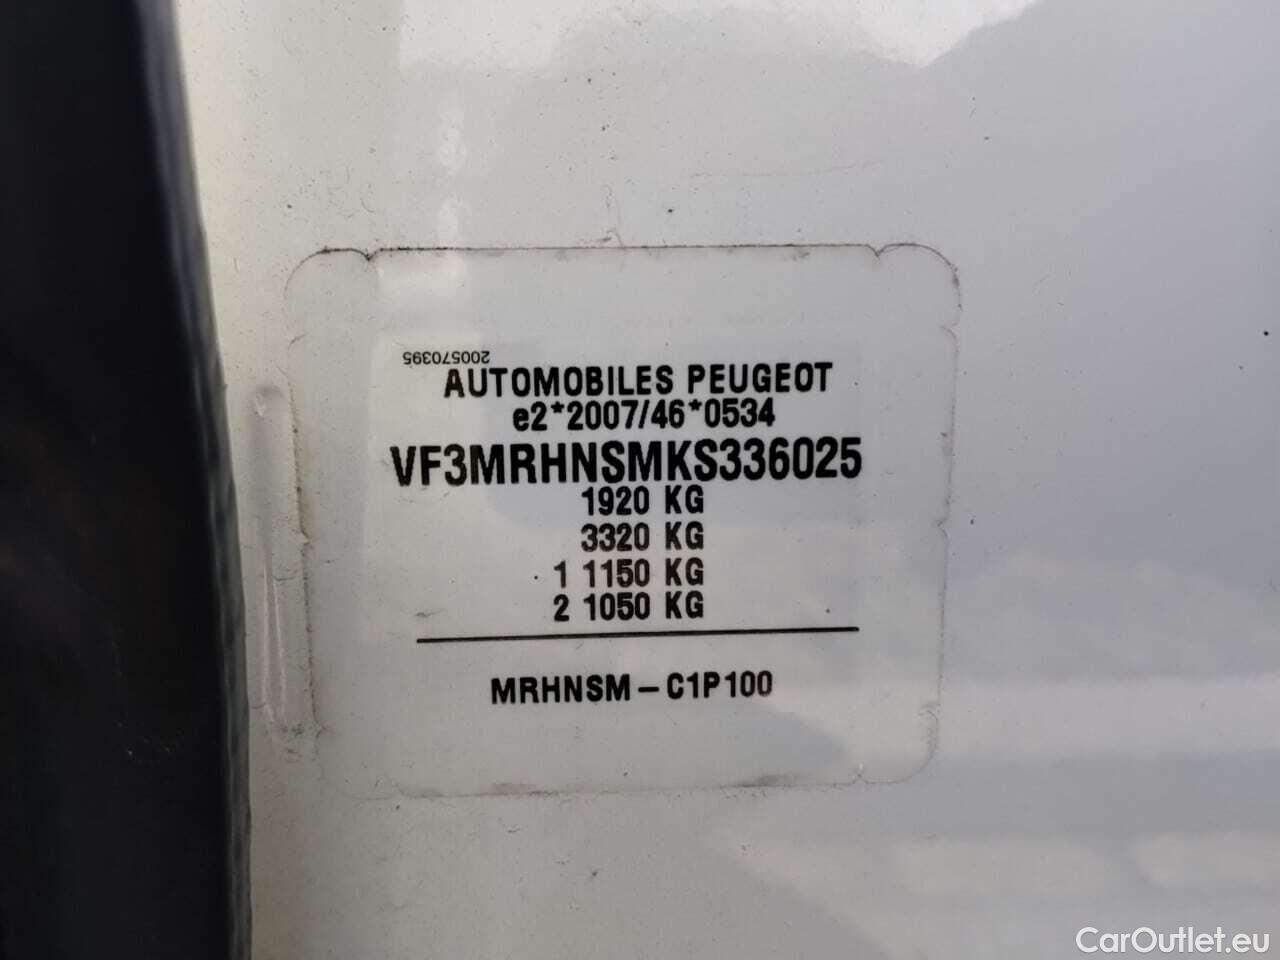 200570395
AUTOMOBILES PEUGEOT
e2*2007/46*0534
VF3MRHNSMKS336025
1920 KG
3320 KG
1 1150 KG
2 1050 KG
MRHNSM-C1P100
CarOutlet.eu